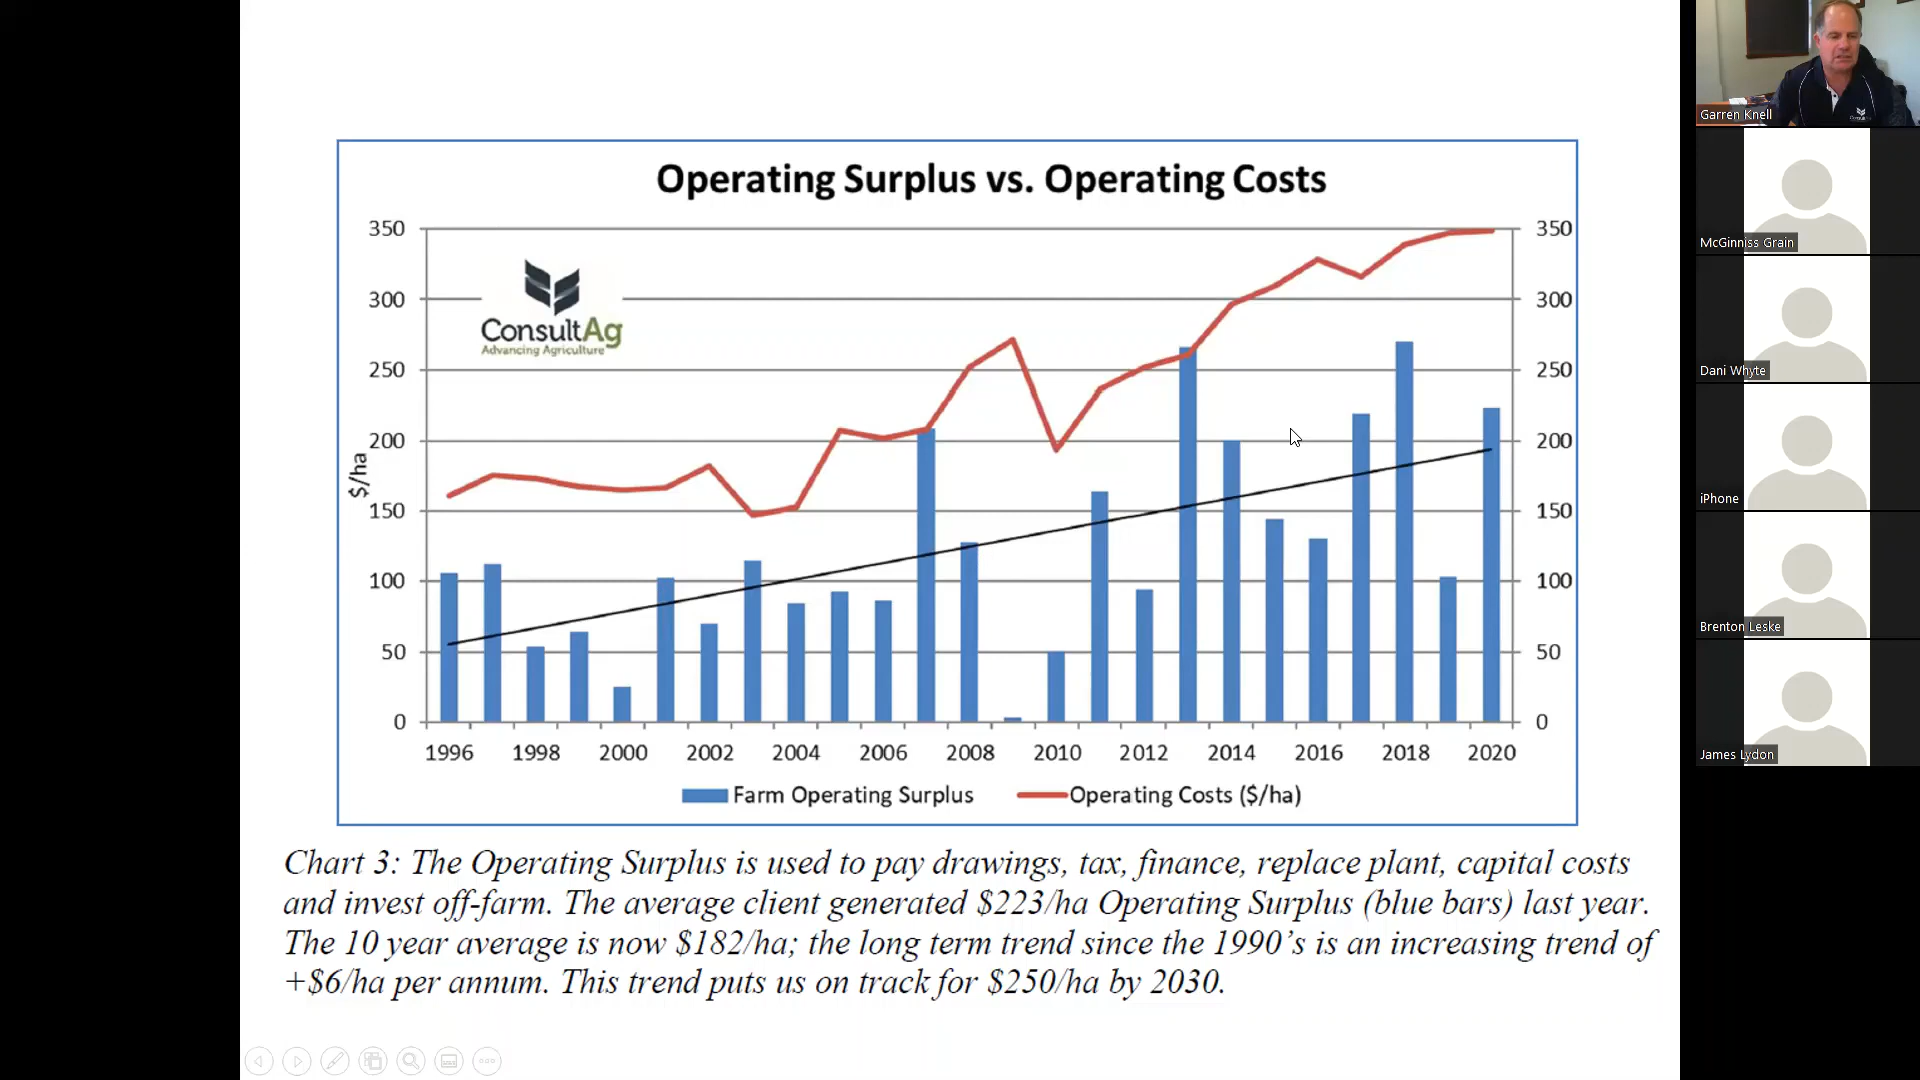 Operating Surplus vs. Operating Costs
350
300
250
200
150
100
50
0
$/ha
350
300
250
200
150
100
50
0
ConsultAg
Advancing Agriculture
1996 1998 2000 2002 2004 2006 2008 2010 2012 2014 2016 2018 2020
Farm Operating Surplus Operating Costs ($/ha)
Chart 3: The Operating Surplus is used to pay drawings, tax, finance, replace plant, capital costs
and invest off-farm. The average client generated $223/ha Operating Surplus (blue bars) last year.
The 10 year average is now $182/ha; the long term trend since the 1990’s is an increasing trend of
+$6/ha per annum. This trend puts us on track for $250/ha by 2030.
Garren Knell
McGinniss Grain
Dani Whyte
iPhone
Brenton Leske
James Lydon